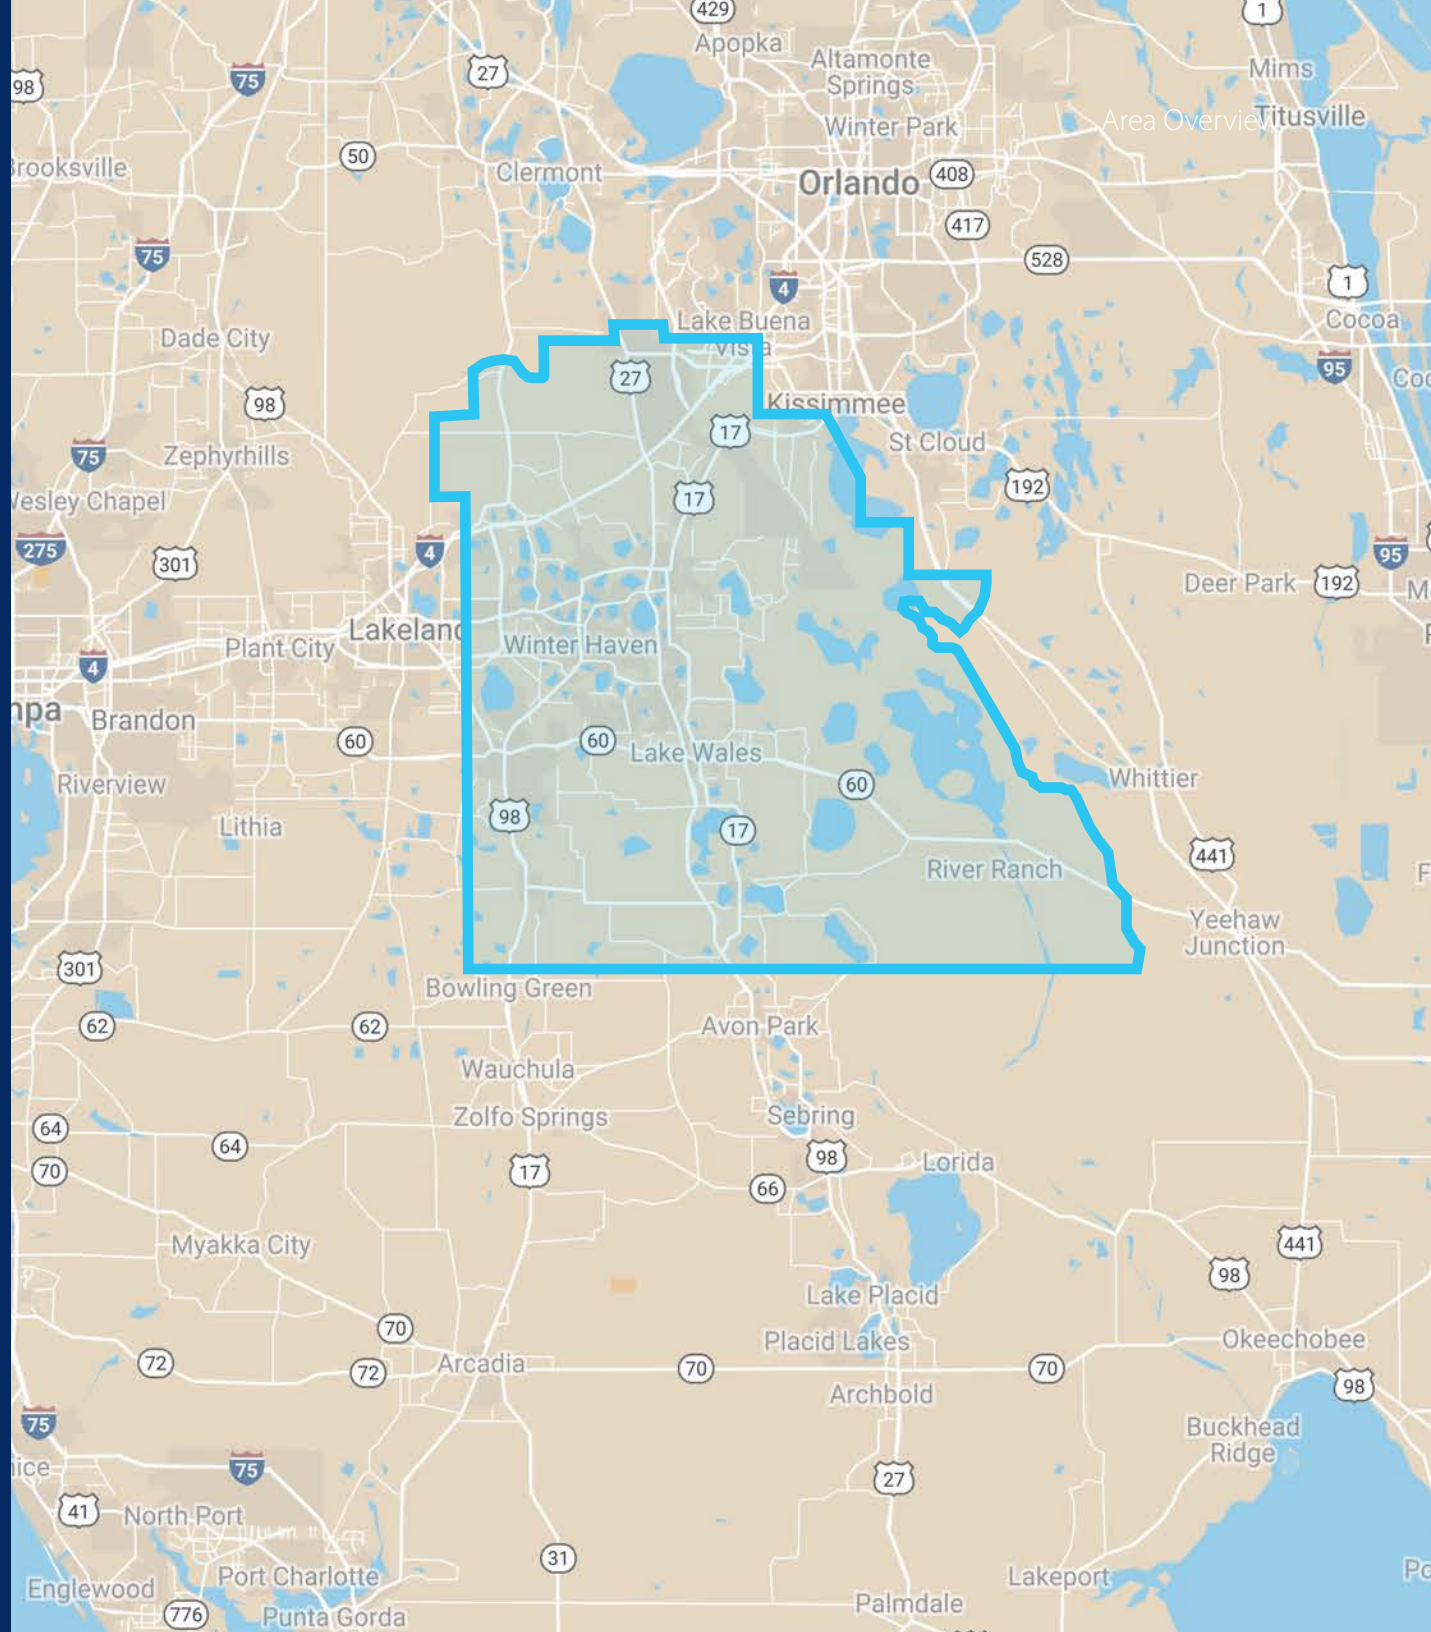 429
1
Apopka
Altamonte
Springs
Mims
98
75
27
Winter Park
Area Overview
Titusville
50
Brooksville
Clermont
Orlando
408
417
75
528
4
1
Lake Buena
Vista
Cocoa
Dade City
95
27
98
Kissimmee
17
St Cloud
75
Zephyrhills
192
17
Wesley Chapel
275
4
95
301
Deer Park
192
Lakeland
Plant City
Winter Haven
4
Brandon
60
60
Lake Wales
Riverview
60
Whittier
98
Lithia
17
441
River Ranch
Yeehaw
Junction
301
Bowling Green
62
62
Avon Park
Wauchula
Zolfo Springs
Sebring
64
64
98
70
17
Lorida
66
Myakka City
441
98
Lake Placid
70
Placid Lakes
Okeechobee
72
72
Arcadia
70
70
98
Archbold
75
Buckhead
Ridge
75
27
41
North Port
31
Port Charlotte
Lakeport
Englewood
Palmdale
776
Punta Gorda